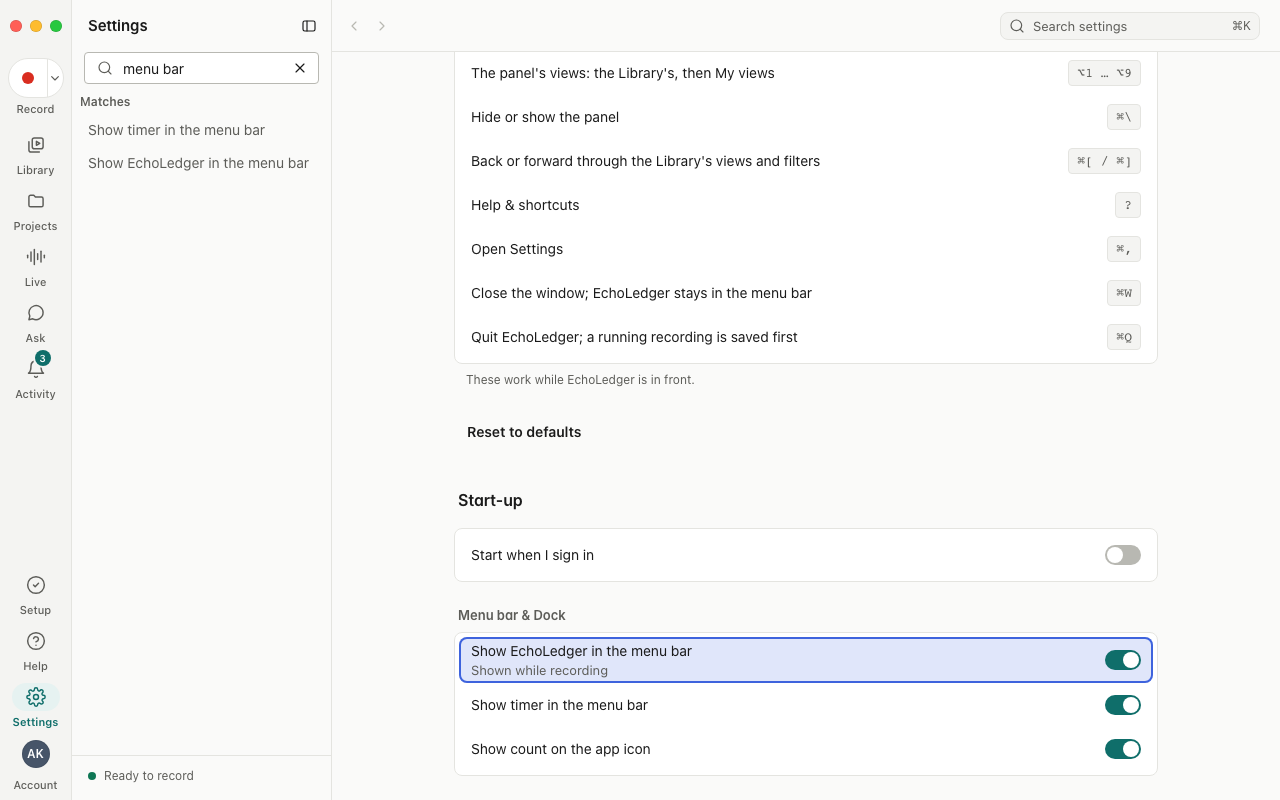 Settings
Search settings
⌘K
menu bar
Record
Matches
Show timer in the menu bar
Show EchoLedger in the menu bar
Library
Projects
Live
Ask
3
Activity
Setup
Help
Settings
AK
Account
Ready to record
The panel's views: the Library's, then My views
⌥1 … ⌥9
Hide or show the panel
⌘\
Back or forward through the Library's views and filters
⌘[ / ⌘]
Help & shortcuts
?
Open Settings
⌘,
Close the window; EchoLedger stays in the menu bar
⌘W
Quit EchoLedger; a running recording is saved first
⌘Q
These work while EchoLedger is in front.
Reset to defaults
Start-up
Start when I sign in
Menu bar & Dock
Show EchoLedger in the menu bar
Shown while recording
Show timer in the menu bar
Show count on the app icon